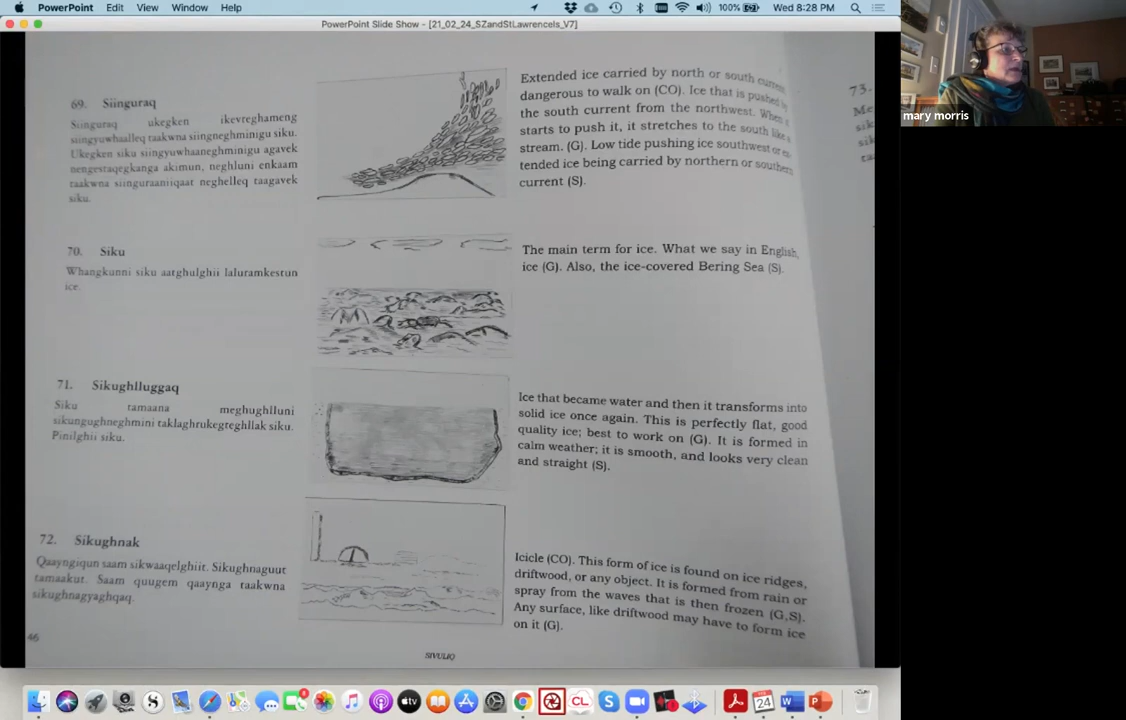 PowerPoint Edit View Window Help
100% Wed 8:28 PM
PowerPoint Slide Show - [21_02_24_SZandStLawrenceIs_V7]
mary morris
69. Siinguraq
Siinguraq ukegken ikevreghameng
siingyuwhaalleq taakwna siingneghminigu siku.
Ukegken siku siingyuwhaaneghminigu agavek
nengestaqegkanga akimun, neghluni enkaam
taakwna siinguraaniiqaat neghelleq taagavek
siku.
Extended ice carried by north or south current
dangerous to walk on (CO). Ice that is pushed by
the south current from the northwest. When it
starts to push it, it stretches to the south like a
stream. (G). Low tide pushing ice southwest or ex-
tended ice being carried by northern or southern
current (S).
73.
70. Siku
Whangkunni siku aatghulghii laluramkestun
ice.
The main term for ice. What we say in English,
ice (G). Also, the ice-covered Bering Sea (S).
71. Sikughlluggaq
Siku tamaana meghughlluni
sikungughneghmini taklaghrukegreghllak siku.
Pinilghii siku.
Ice that became water and then it transforms into
solid ice once again. This is perfectly flat, good
quality ice; best to work on (G). It is formed in
calm weather; it is smooth, and looks very clean
and straight (S).
72. Sikughnak
Qaayngiqun saam sikwaaqelghiit. Sikughnaguut
tamaakut. Saam quugem qaaynga taakwna
sikughnagyaghqaq.
Icicle (CO). This form of ice is found on ice ridges,
driftwood, or any object. It is formed from rain or
spray from the waves that is then frozen (G,S).
Any surface, like driftwood may have to form ice
on it (G).
46
SIVULIQ